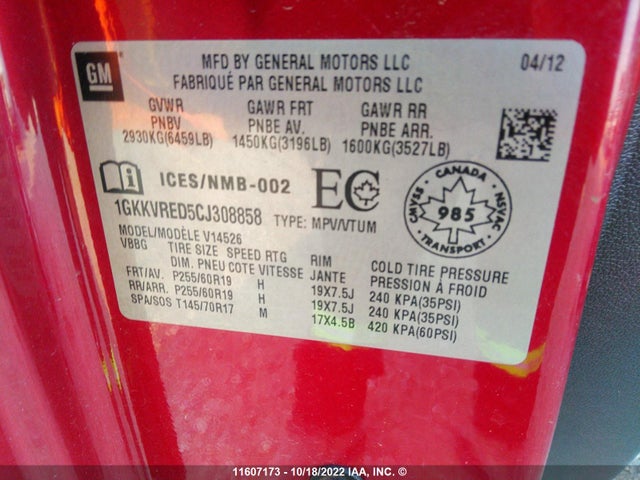 GM
MFD BY GENERAL MOTORS LLC 04/12
FABRIQUÉ PAR GENERAL MOTORS LLC
GVWR GAWR FRT GAWR RR
PNBV PNBE AV. PNBE ARR.
2930KG(6459LB) 1450KG(3196LB) 1600KG(3527LB)
i ICES/NMB-002 EC
CANADA
CMVSS 985 NSVAC
TRANSPORT
1GKKVRED5CJ308858 TYPE: MPV/VTUM
MODEL/MODÈLE V14526
VBBG TIRE SIZE SPEED RTG RIM COLD TIRE PRESSURE
DIM. PNEU COTE VITESSE JANTE PRESSION À FROID
FRT/AV. P255/60R19 H 19X7.5J 240 KPA(35PSI)
RR/ARR. P255/60R19 H 19X7.5J 240 KPA(35PSI)
SPA/SOS T145/70R17 M 17X4.5B 420 KPA(60PSI)
11607173 - 10/18/2022 IAA, INC. ©